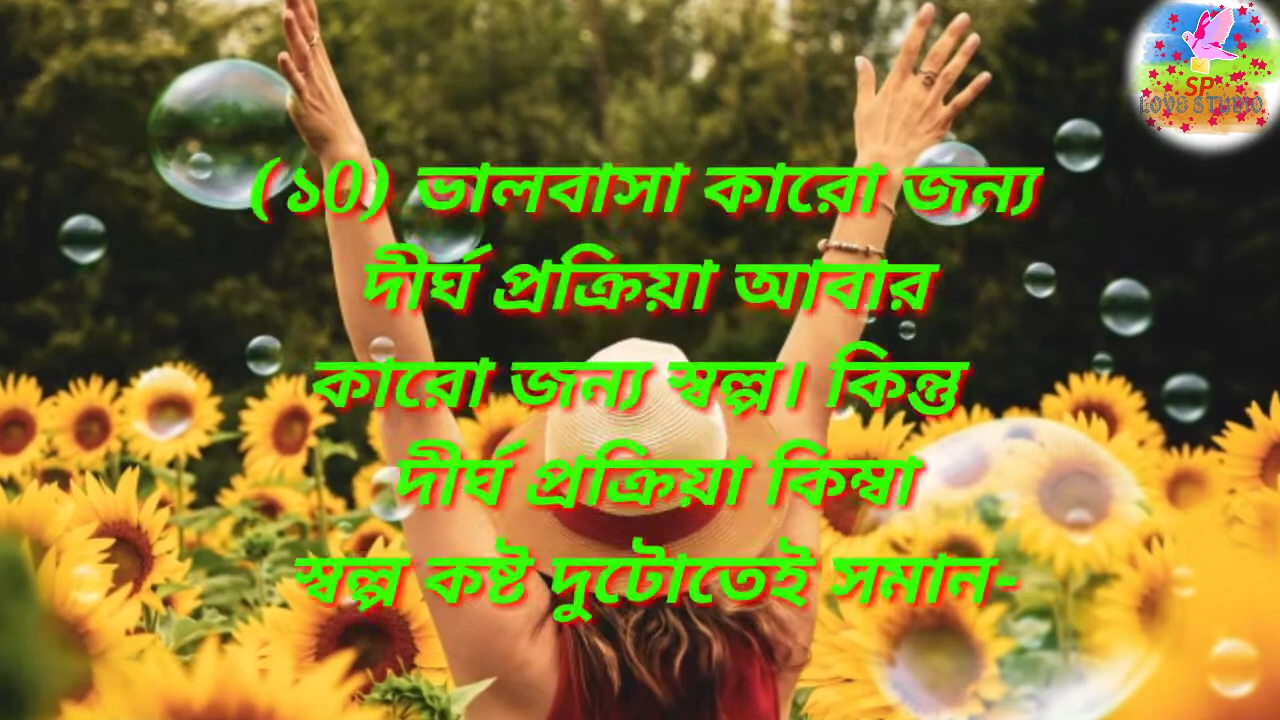 SP
LOVE STUDIO
(১0) ভালবাসা কারো জন্য
দীর্ঘ প্রক্রিয়া আবার
কারো জন্য স্বল্প। কিন্তু
দীর্ঘ প্রক্রিয়া কিম্বা
স্বল্প কষ্ট দুটোতেই সমান-